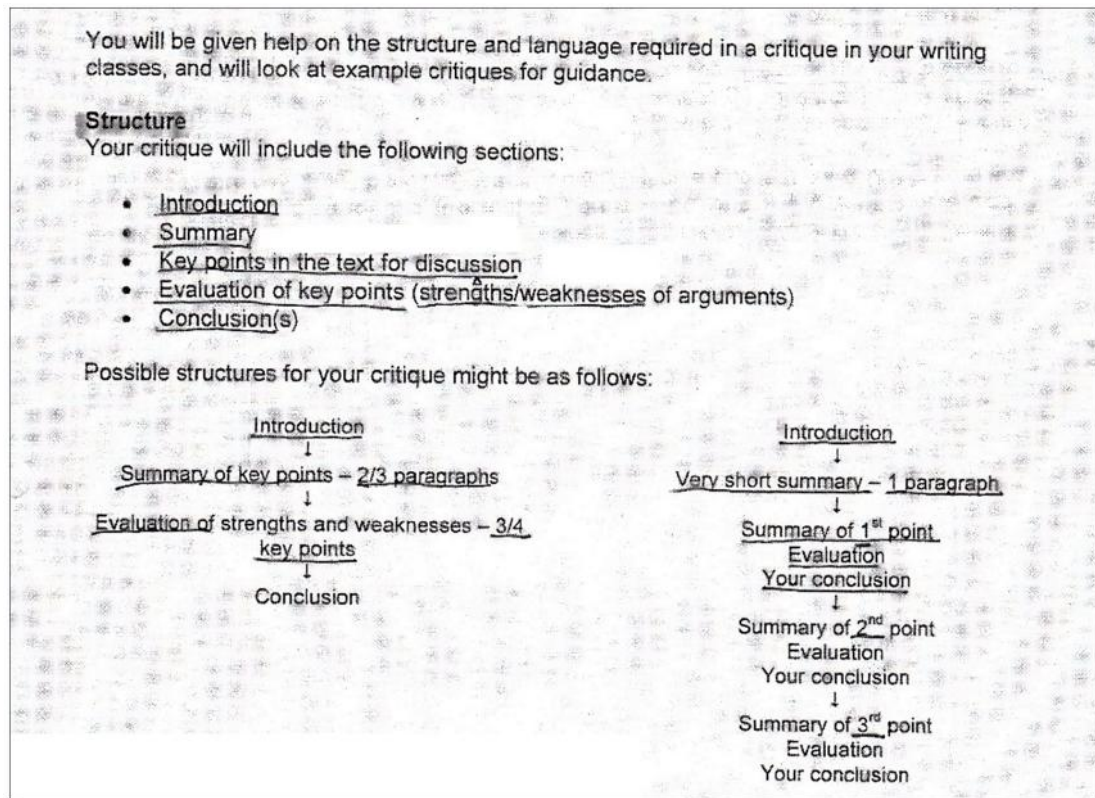 You will be given help on the structure and language required in a critique in your writing
classes, and will look at example critiques for guidance.
Structure
Your critique will include the following sections:
• Introduction
• Summary
• Key points in the text for discussion
• Evaluation of key points (strengths/weaknesses of arguments)
• Conclusion(s)
Possible structures for your critique might be as follows:
Introduction
↓
Summary of key points – 2/3 paragraphs
↓
Evaluation of strengths and weaknesses – 3/4
key points
↓
Conclusion
Introduction
↓
Very short summary – 1 paragraph
↓
Summary of 1st point
Evaluation
Your conclusion
↓
Summary of 2nd point
Evaluation
Your conclusion
↓
Summary of 3rd point
Evaluation
Your conclusion